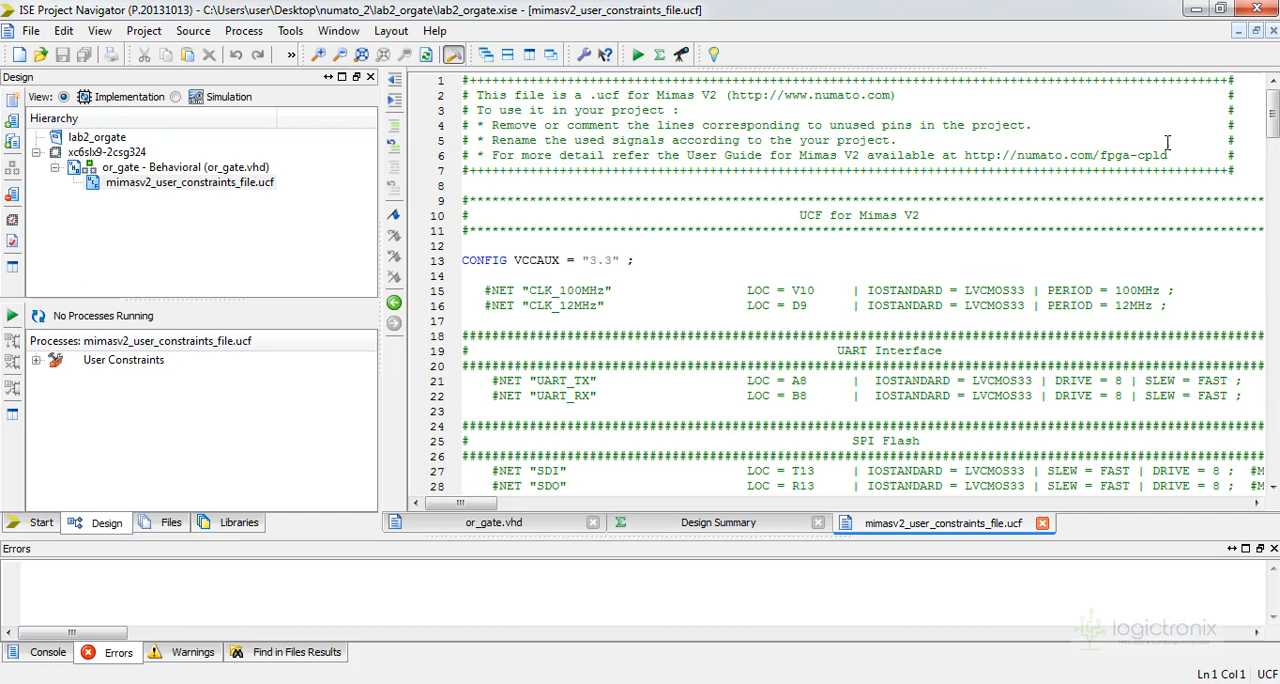 ISE Project Navigator (P.20131013) - C:\Users\user\Desktop\numato_2\lab2_orgate\lab2_orgate.xise - [mimasv2_user_constraints_file.ucf]
File Edit View Project Source Process Tools Window Layout Help
Design
View: Implementation Simulation
Hierarchy
lab2_orgate
xc6slx9-2csg324
or_gate - Behavioral (or_gate.vhd)
mimasv2_user_constraints_file.ucf
No Processes Running
Processes: mimasv2_user_constraints_file.ucf
User Constraints
Start Design Files Libraries
1 #++++++++++++++++++++++++++++++++++++++++++++++++++++++++++++++++++++++++++++++++++++++++++++++++++++#
2 # This file is a .ucf for Mimas V2 (http://www.numato.com) #
3 # To use it in your project : #
4 # * Remove or comment the lines corresponding to unused pins in the project. #
5 # * Rename the used signals according to the your project. #
6 # * For more detail refer the User Guide for Mimas V2 available at http://numato.com/fpga-cpld #
7 #++++++++++++++++++++++++++++++++++++++++++++++++++++++++++++++++++++++++++++++++++++++++++++++++++++#
8
9 #**********************************************************************************************************
10 # UCF for Mimas V2
11 #**********************************************************************************************************
12
13 CONFIG VCCAUX = "3.3" ;
14
15 #NET "CLK_100MHz" LOC = V10 | IOSTANDARD = LVCMOS33 | PERIOD = 100MHz ;
16 #NET "CLK_12MHz" LOC = D9 | IOSTANDARD = LVCMOS33 | PERIOD = 12MHz ;
17
18 ###########################################################################################################
19 # UART Interface
20 ###########################################################################################################
21 #NET "UART_TX" LOC = A8 | IOSTANDARD = LVCMOS33 | DRIVE = 8 | SLEW = FAST ;
22 #NET "UART_RX" LOC = B8 | IOSTANDARD = LVCMOS33 | DRIVE = 8 | SLEW = FAST ;
23
24 ###########################################################################################################
25 # SPI Flash
26 ###########################################################################################################
27 #NET "SDI" LOC = T13 | IOSTANDARD = LVCMOS33 | SLEW = FAST | DRIVE = 8 ; #M
28 #NET "SDO" LOC = R13 | IOSTANDARD = LVCMOS33 | SLEW = FAST | DRIVE = 8 ; #M
or_gate.vhd Design Summary mimasv2_user_constraints_file.ucf
Errors
logictronix
Console Errors Warnings Find in Files Results
Ln 1 Col 1 UCF